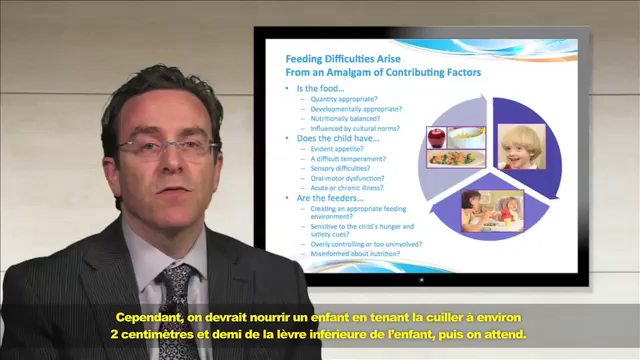 Feeding Difficulties Arise
From an Amalgam of Contributing Factors
• Is the food…
– Quantity appropriate?
– Developmentally appropriate?
– Nutritionally balanced?
– Influenced by cultural norms?
• Does the child have…
– Evident appetite?
– A difficult temperament?
– Sensory difficulties?
– Oral-motor dysfunction?
– Acute or chronic illness?
• Are the feeders…
– Creating an appropriate feeding
environment?
– Sensitive to the child's hunger and
satiety cues?
– Overly controlling or too uninvolved?
– Misinformed about nutrition?
Cependant, on devrait nourrir un enfant en tenant la cuiller à environ
2 centimètres et demi de la lèvre inférieure de l'enfant, puis on attend.